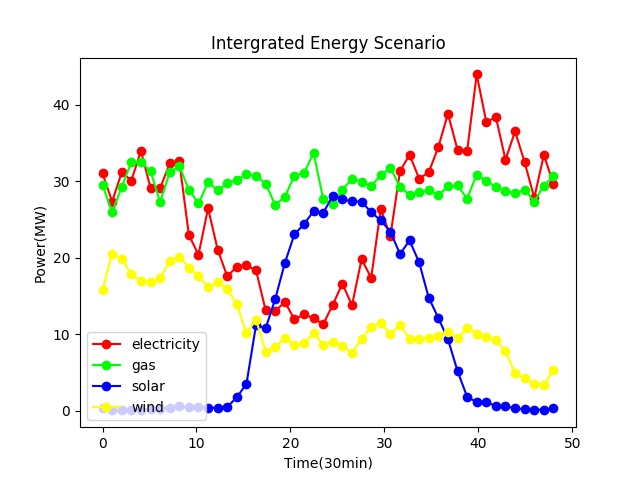 Intergrated Energy Scenario
Power(MW)
40
30
20
10
0
electricity
gas
solar
wind
0 10 20 30 40 50
Time(30min)